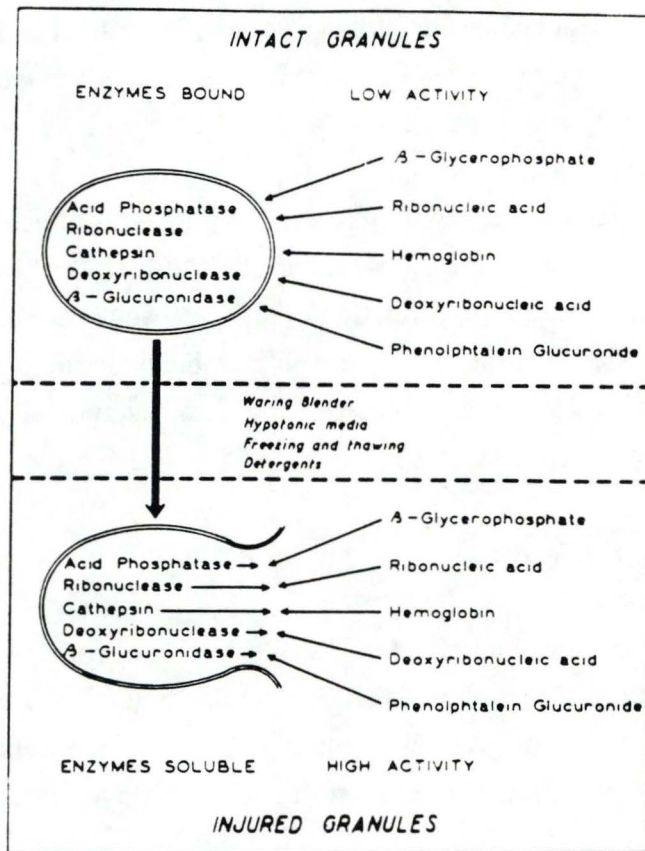 INTACT GRANULES
ENZYMES BOUND LOW ACTIVITY
β-Glycerophosphate
Acid Phosphatase
Ribonuclease
Cathepsin
Deoxyribonuclease
β-Glucuronidase
Ribonucleic acid
Hemoglobin
Deoxyribonucleic acid
Phenolphtalein Glucuronide
Waring Blender
Hypotonic media
Freezing and thawing
Detergents
β-Glycerophosphate
Acid Phosphatase
Ribonuclease
Cathepsin
Deoxyribonuclease
β-Glucuronidase
Ribonucleic acid
Hemoglobin
Deoxyribonucleic acid
Phenolphtalein Glucuronide
ENZYMES SOLUBLE HIGH ACTIVITY
INJURED GRANULES